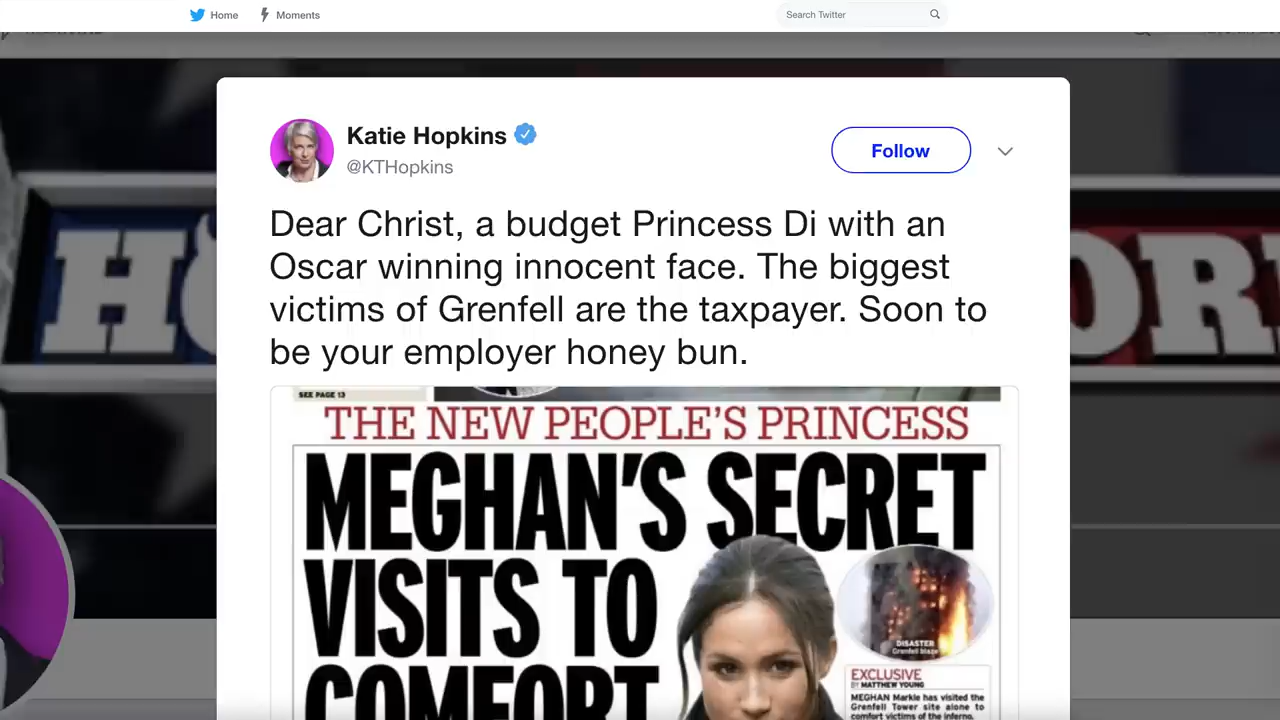 Home
Moments
Search Twitter
Katie Hopkins
@KTHopkins
Follow
Dear Christ, a budget Princess Di with an
Oscar winning innocent face. The biggest
victims of Grenfell are the taxpayer. Soon to
be your employer honey bun.
SEE PAGE 13
THE NEW PEOPLE'S PRINCESS
MEGHAN'S SECRET
VISITS TO
COMFORT
DISASTER
Grenfell blaze
EXCLUSIVE
BY MATTHEW YOUNG
MEGHAN Markle has visited the
Grenfell Tower site alone to
comfort victims of the inferno.